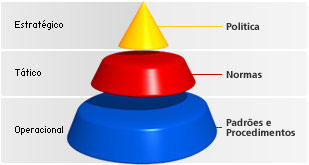 Estratégico
Política
Tático
Normas
Operacional
Padrões e
Procedimentos